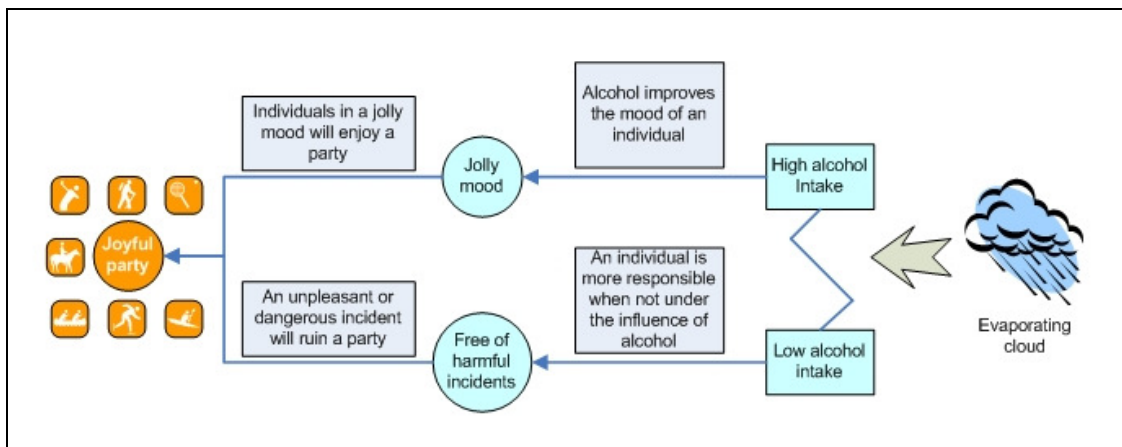 Individuals in a jolly
mood will enjoy a
party
Alcohol improves
the mood of an
individual
Jolly
mood
High alcohol
Intake
Joyful
party
An unpleasant or
dangerous incident
will ruin a party
Free of
harmful
incidents
An individual is
more responsible
when not under
the influence of
alcohol
Low alcohol
intake
Evaporating
cloud